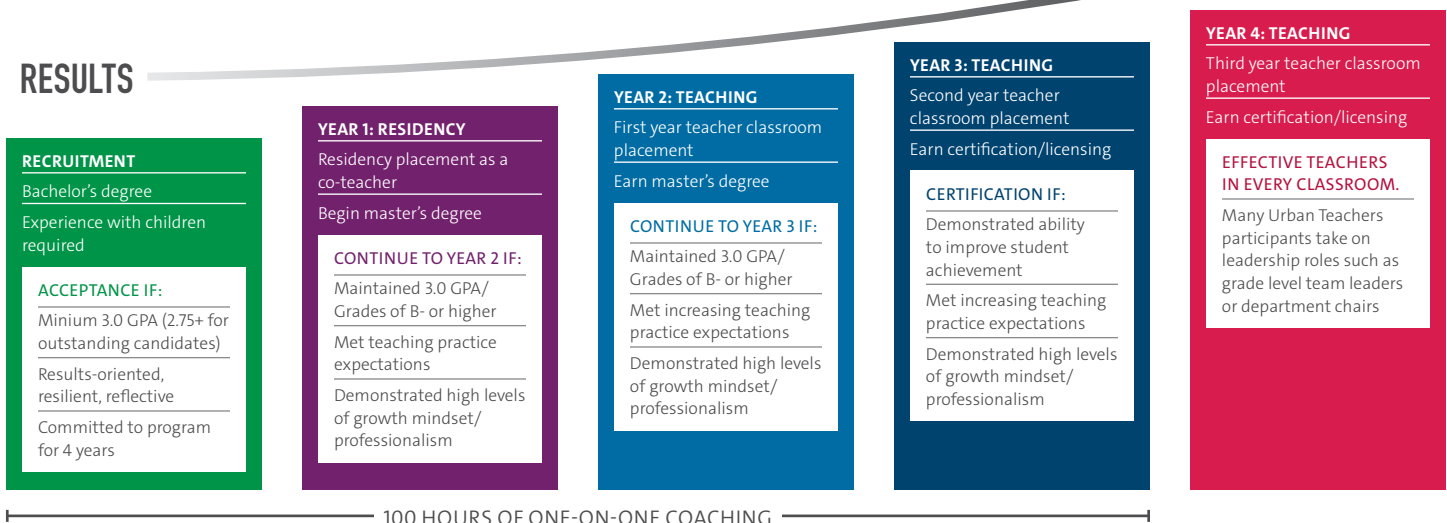 RESULTS
RECRUITMENT
Bachelor’s degree
Experience with children
required
ACCEPTANCE IF:
Minium 3.0 GPA (2.75+ for
outstanding candidates)
Results-oriented,
resilient, reflective
Committed to program
for 4 years
YEAR 1: RESIDENCY
Residency placement as a
co-teacher
Begin master’s degree
CONTINUE TO YEAR 2 IF:
Maintained 3.0 GPA/
Grades of B- or higher
Met teaching practice
expectations
Demonstrated high levels
of growth mindset/
professionalism
YEAR 2: TEACHING
First year teacher classroom
placement
Earn master’s degree
CONTINUE TO YEAR 3 IF:
Maintained 3.0 GPA/
Grades of B- or higher
Met increasing teaching
practice expectations
Demonstrated high levels
of growth mindset/
professionalism
YEAR 3: TEACHING
Second year teacher
classroom placement
Earn certification/licensing
CERTIFICATION IF:
Demonstrated ability
to improve student
achievement
Met increasing teaching
practice expectations
Demonstrated high levels
of growth mindset/
professionalism
YEAR 4: TEACHING
Third year teacher classroom
placement
Earn certification/licensing
EFFECTIVE TEACHERS
IN EVERY CLASSROOM.
Many Urban Teachers
participants take on
leadership roles such as
grade level team leaders
or department chairs
100 HOURS OF ONE-ON-ONE COACHING